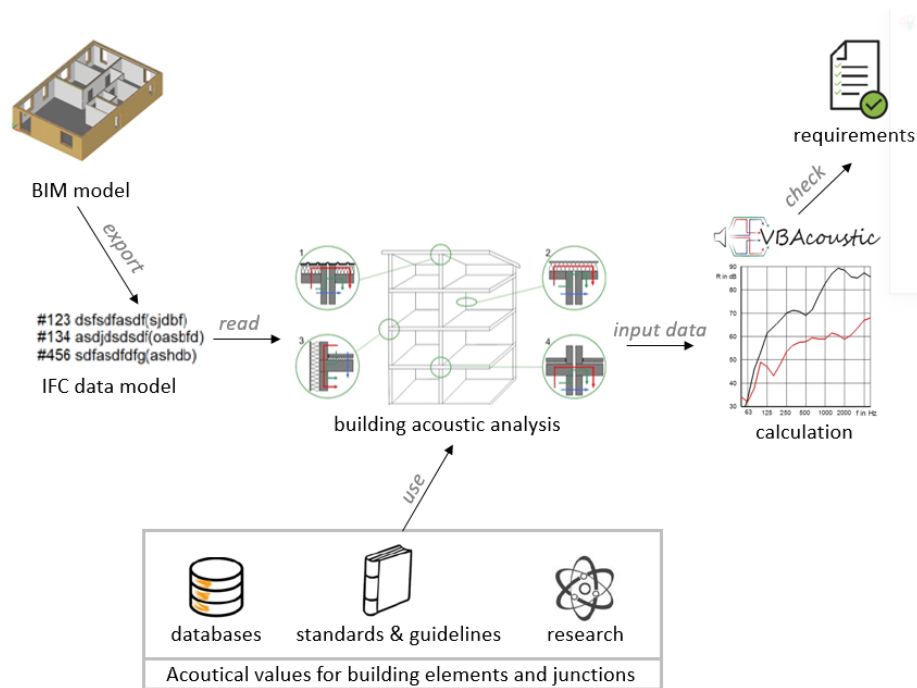 BIM model
export
#123 dsfsdfasdf(sjdbf)
#134 asdjdsdsdf(oasbfd)
#456 sdfasdfdfg(ashdb)
IFC data model
read
1
2
3
4
building acoustic analysis
input data
requirements
check
VBAcoustic
R in dB
90
80
70
60
50
40
30
63 125 250 500 1000 2000 f in Hz
calculation
use
databases
standards & guidelines
research
Acoutical values for building elements and junctions